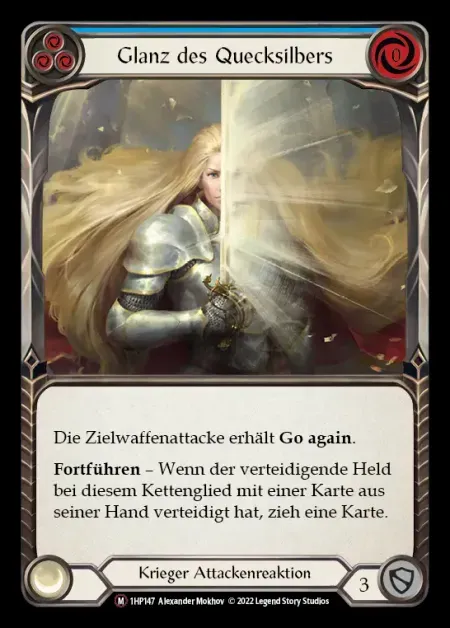 Glanz des Quecksilbers
0
Die Zielwaffenattacke erhält Go again.
Fortführen – Wenn der verteidigende Held
bei diesem Kettenglied mit einer Karte aus
seiner Hand verteidigt hat, zieh eine Karte.
Krieger Attackenreaktion
3
M 1HP147 Alexander Mokhov © 2022 Legend Story Studios